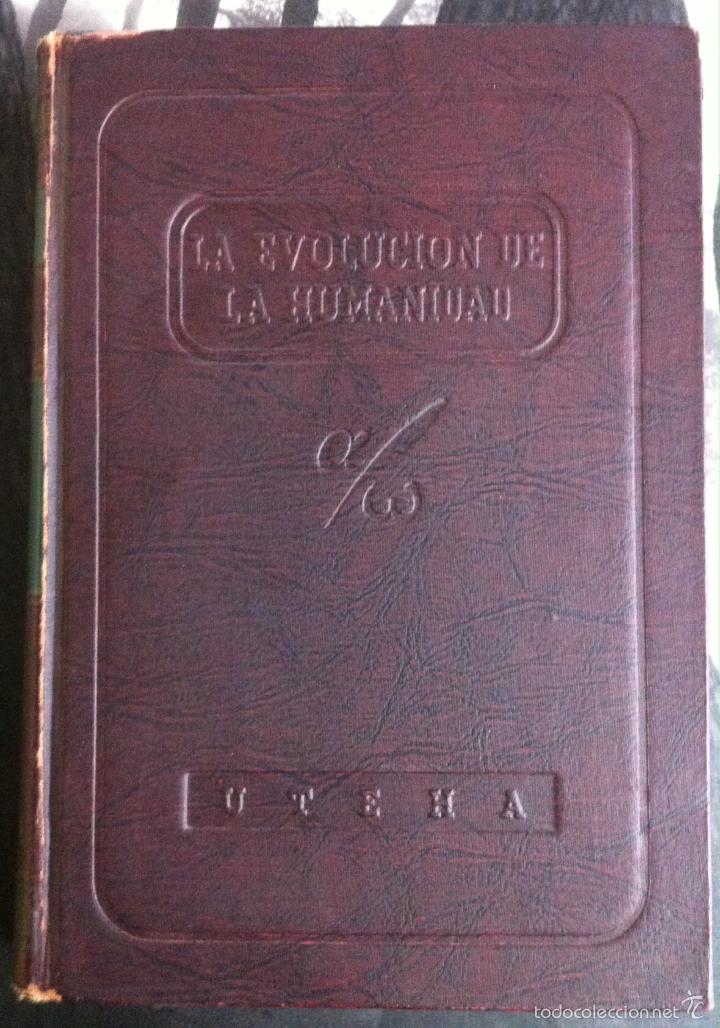 LA EVOLUCION DE
LA HUMANIDAD
α/ω
UTEHA
todocoleccion.net